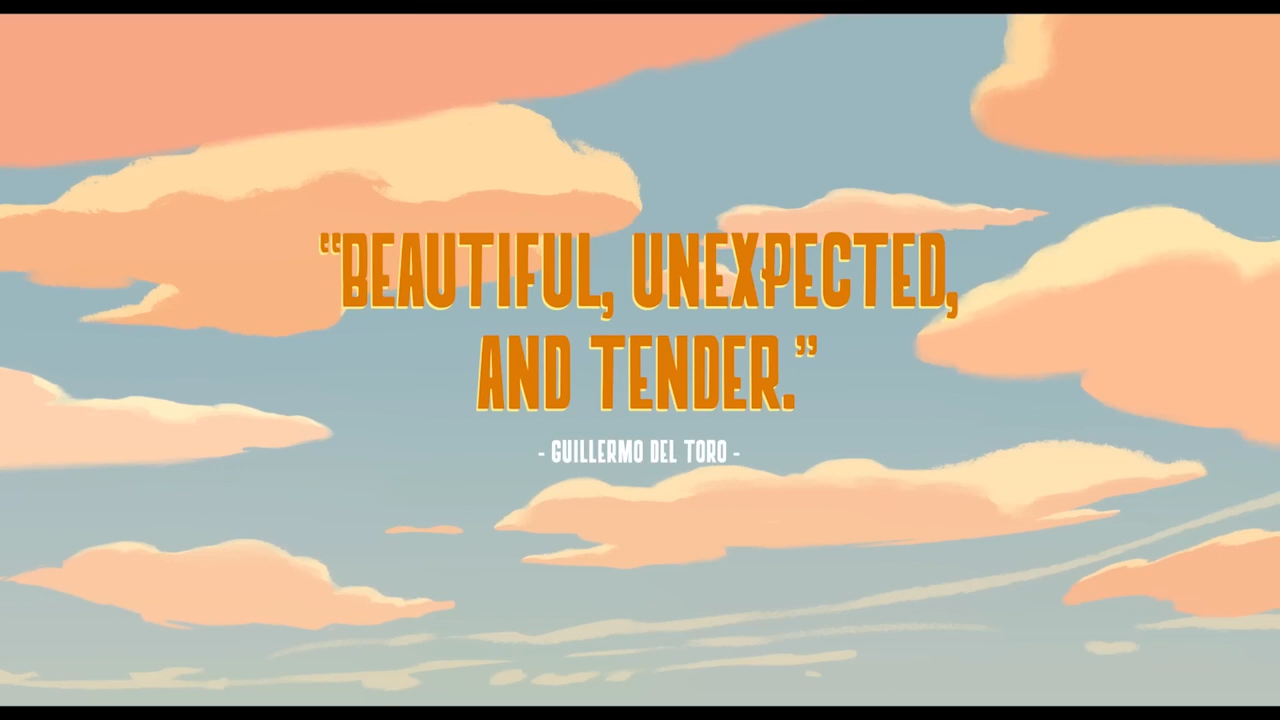 “BEAUTIFUL, UNEXPECTED,
AND TENDER.”
- GUILLERMO DEL TORO -